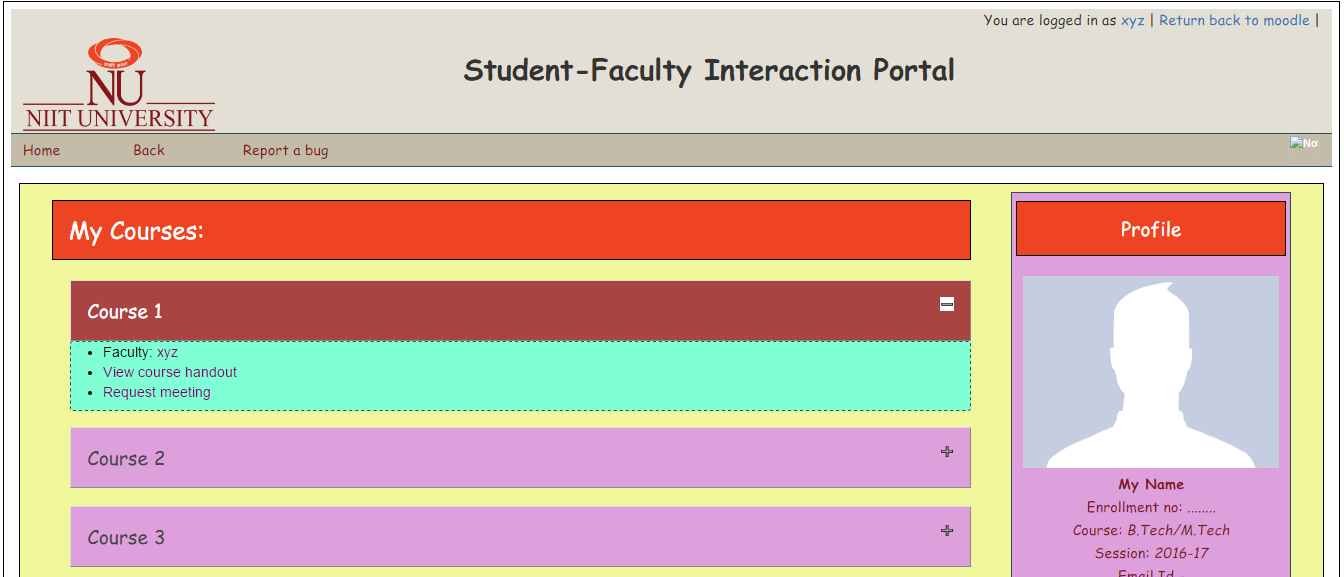 You are logged in as xyz | Return back to moodle |
NU
NIIT UNIVERSITY
Student-Faculty Interaction Portal
Home Back Report a bug
No
My Courses:
Course 1
• Faculty: xyz
• View course handout
• Request meeting
Course 2
Course 3
Profile
My Name
Enrollment no: ........
Course: B.Tech/M.Tech
Session: 2016-17
Email Id -